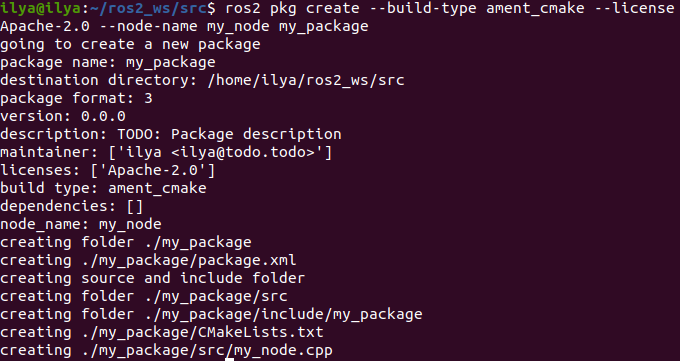 ilya@ilya:~/ros2_ws/src$ ros2 pkg create --build-type ament_cmake --license
Apache-2.0 --node-name my_node my_package
going to create a new package
package name: my_package
destination directory: /home/ilya/ros2_ws/src
package format: 3
version: 0.0.0
description: TODO: Package description
maintainer: ['ilya <ilya@todo.todo>']
licenses: ['Apache-2.0']
build type: ament_cmake
dependencies: []
node_name: my_node
creating folder ./my_package
creating ./my_package/package.xml
creating source and include folder
creating folder ./my_package/src
creating folder ./my_package/include/my_package
creating ./my_package/CMakeLists.txt
creating ./my_package/src/my_node.cpp